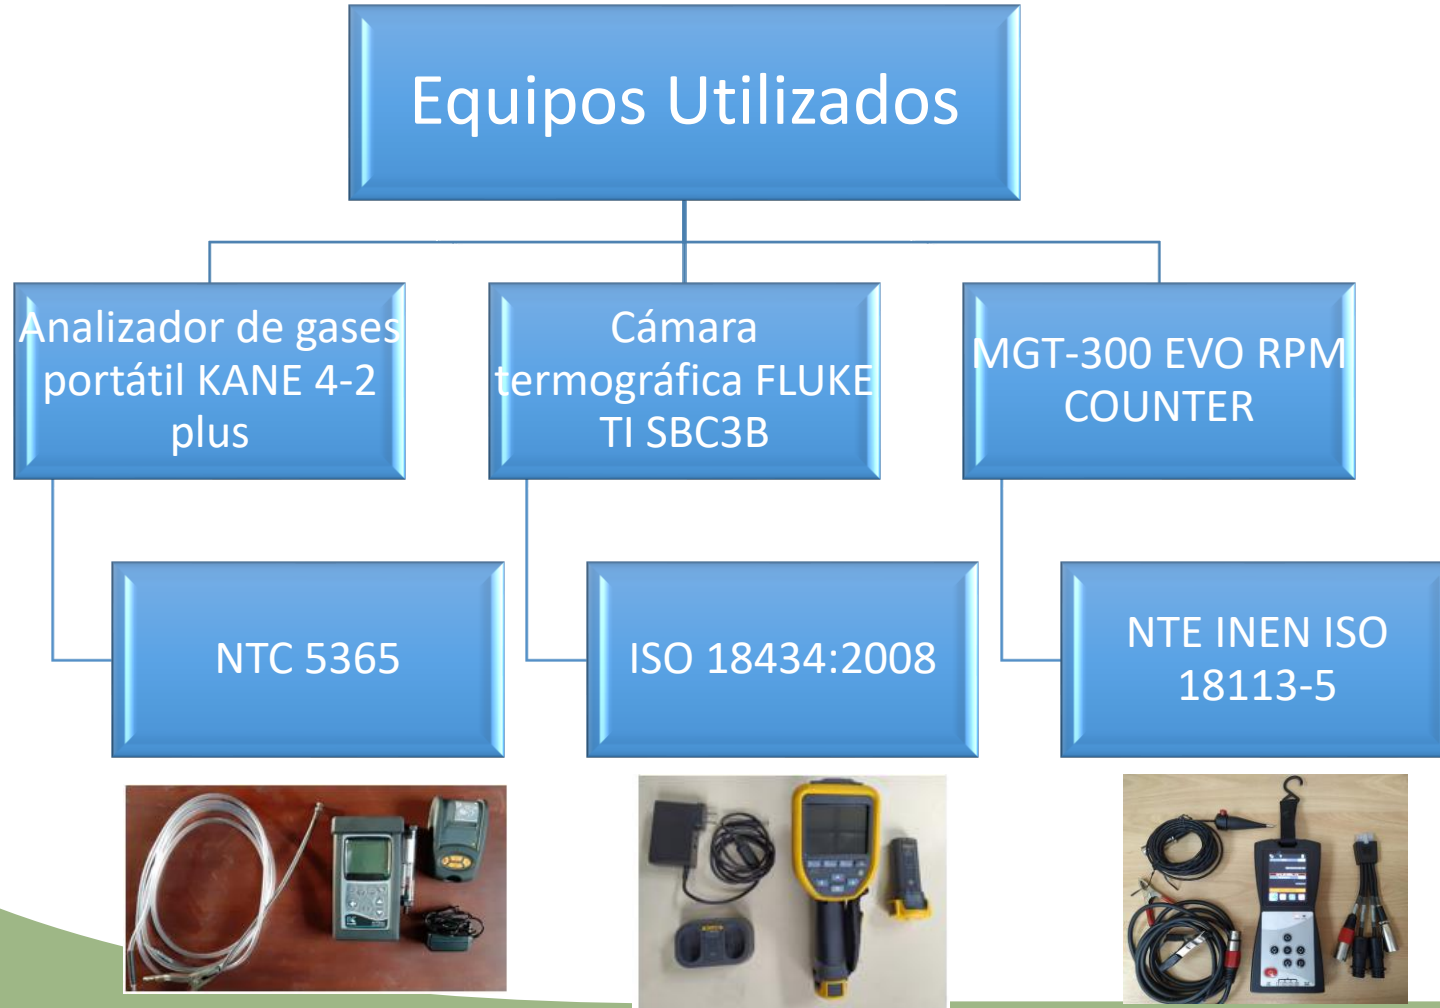 Equipos Utilizados
Analizador de gases
portátil KANE 4-2
plus
Cámara
termográfica FLUKE
TI SBC3B
MGT-300 EVO RPM
COUNTER
NTC 5365
ISO 18434:2008
NTE INEN ISO
18113-5